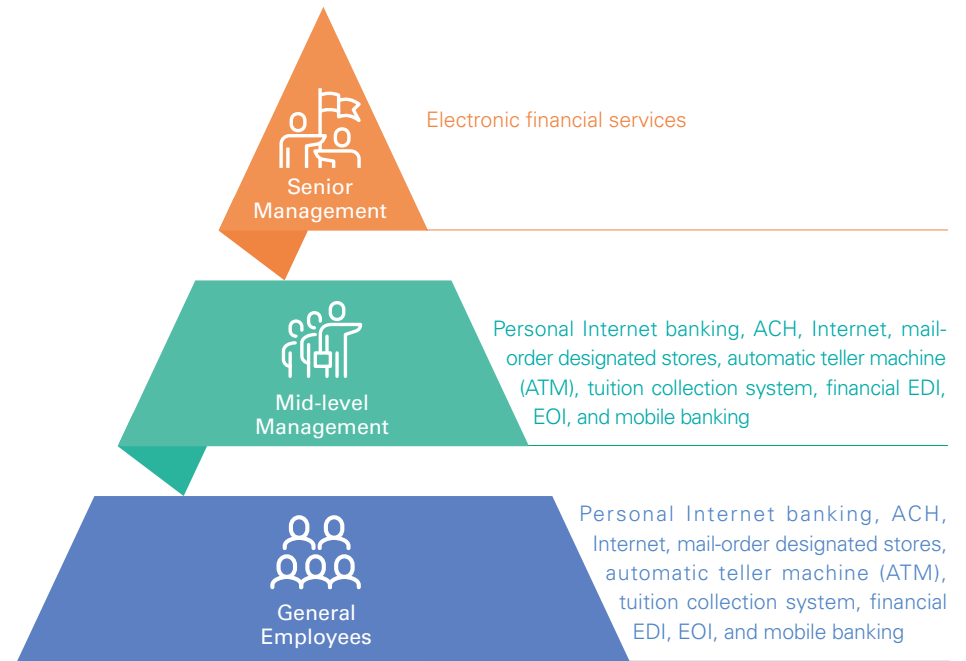 Electronic financial services
Senior
Management
Personal Internet banking, ACH, Internet, mail-
order designated stores, automatic teller machine
(ATM), tuition collection system, financial EDI,
EOI, and mobile banking
Mid-level
Management
Personal Internet banking, ACH,
Internet, mail-order designated stores,
automatic teller machine (ATM),
tuition collection system, financial
EDI, EOI, and mobile banking
General
Employees